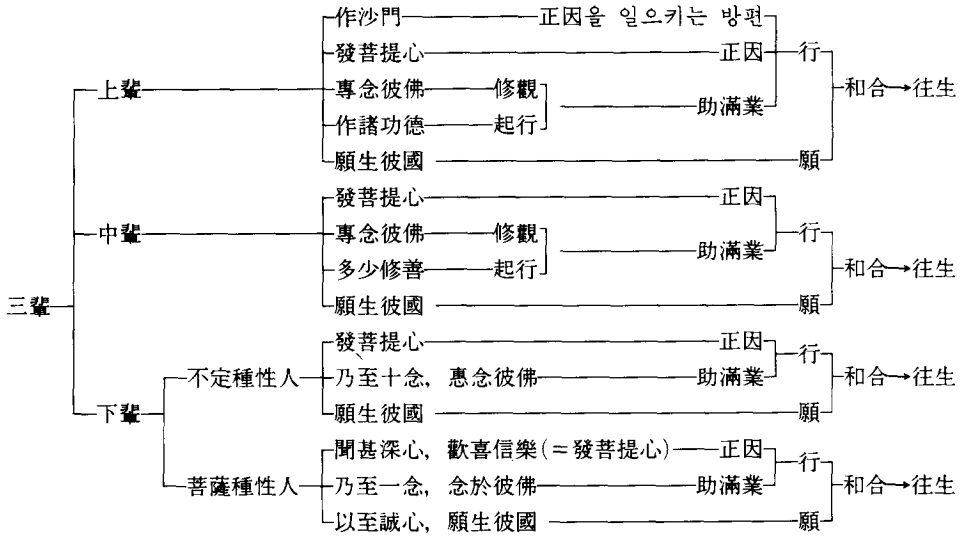 作沙門 正因을 일으키는 방편
發菩提心 正因 行
上輩 專念彼佛 修觀 助滿業 和合→往生
作諸功德 起行
願生彼國 願
發菩提心 正因
中輩 專念彼佛 修觀 助滿業 行
多少修善 起行 和合→往生
三輩 願生彼國 願
發菩提心 正因 行
不定種性人 乃至十念, 惠念彼佛 助滿業 和合→往生
下輩 願生彼國 願
聞甚深心, 歡喜信樂(=發菩提心) 正因 行
菩薩種性人 乃至一念, 念於彼佛 助滿業 和合→往生
以至誠心, 願生彼國 願